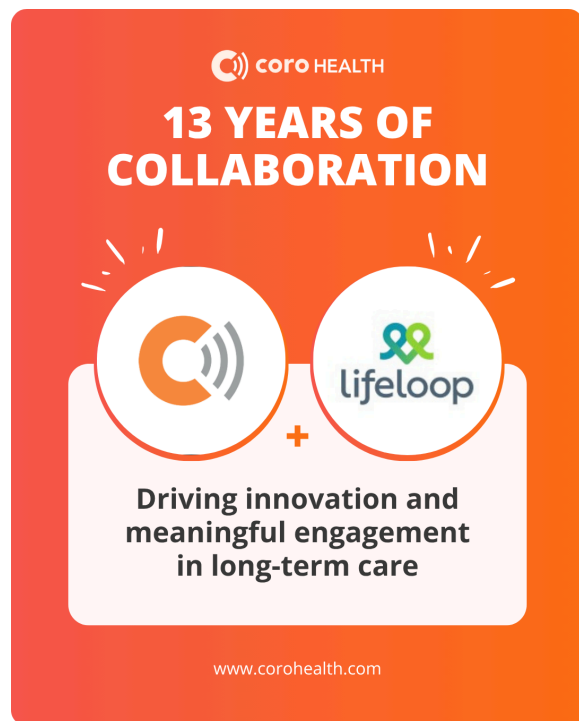 coro HEALTH
13 YEARS OF
COLLABORATION
lifeloop
+
Driving innovation and
meaningful engagement
in long-term care
www.corohealth.com